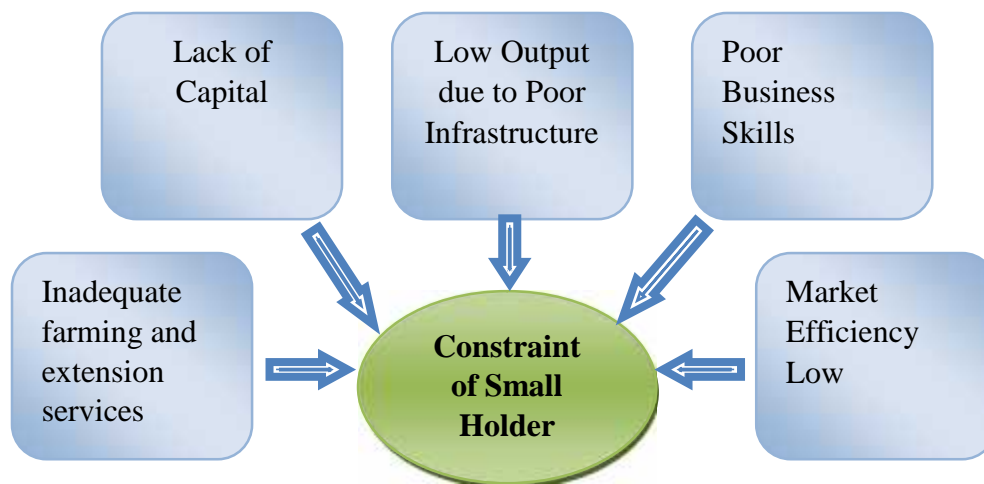 Lack of
Capital
Low Output
due to Poor
Infrastructure
Poor
Business
Skills
Inadequate
farming and
extension
services
Constraint
of Small
Holder
Market
Efficiency
Low